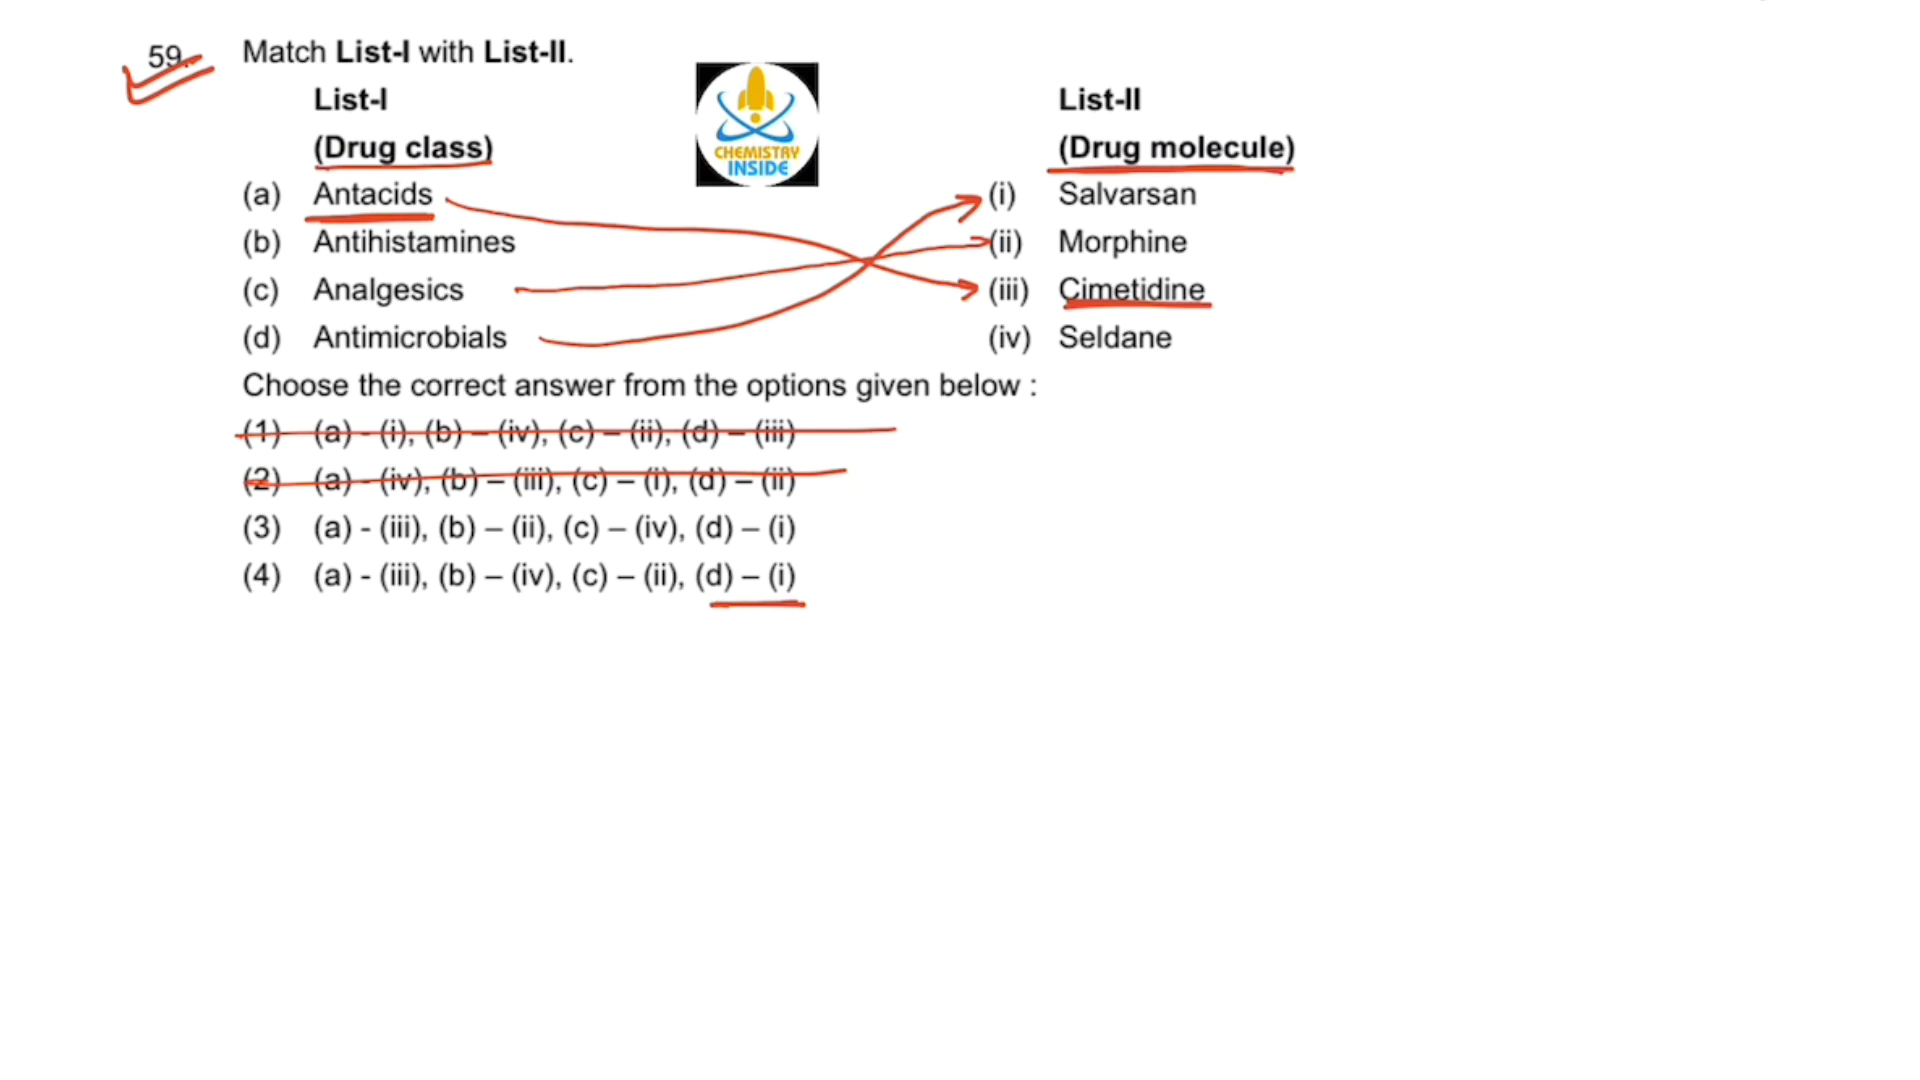 59. Match List-I with List-II.
List-I List-II
(Drug class) (Drug molecule)
(a) Antacids (i) Salvarsan
(b) Antihistamines (ii) Morphine
(c) Analgesics (iii) Cimetidine
(d) Antimicrobials (iv) Seldane
Choose the correct answer from the options given below :
(1) (a) - (i), (b) – (iv), (c) – (ii), (d) – (iii)
(2) (a) - (iv), (b) – (iii), (c) – (i), (d) – (ii)
(3) (a) - (iii), (b) – (ii), (c) – (iv), (d) – (i)
(4) (a) - (iii), (b) – (iv), (c) – (ii), (d) – (i)
CHEMISTRY
INSIDE